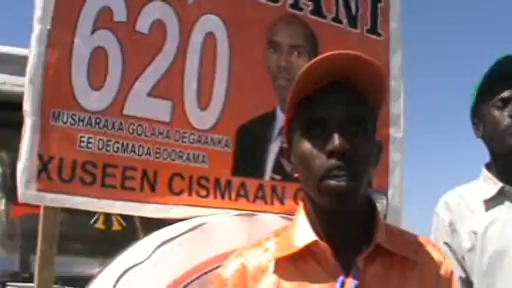 620
MUSHARAXA GOLAHA DEGAANKA
EE DEGMADA BOORAMA
XUSEEN CISMAAN